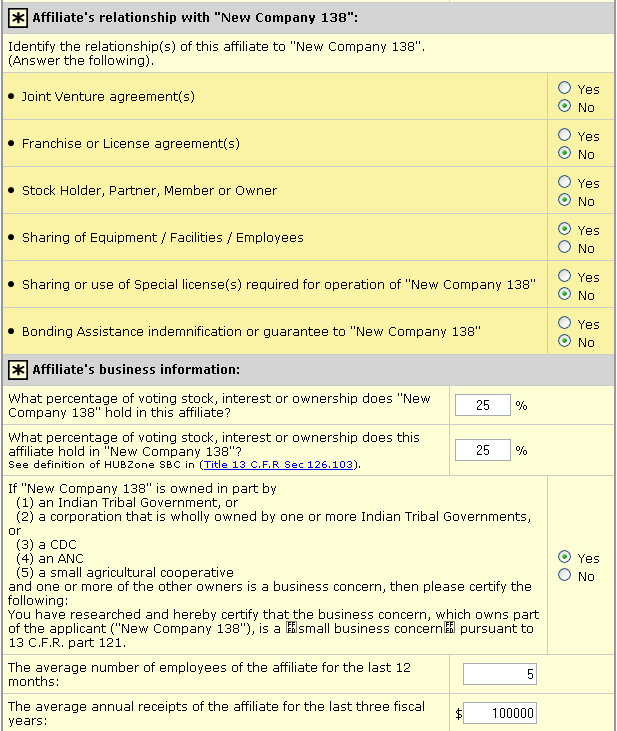 * Affiliate's relationship with "New Company 138":
Identify the relationship(s) of this affiliate to "New Company 138".
(Answer the following).
• Joint Venture agreement(s)
Yes
No
• Franchise or License agreement(s)
Yes
No
• Stock Holder, Partner, Member or Owner
Yes
No
• Sharing of Equipment / Facilities / Employees
Yes
No
• Sharing or use of Special license(s) required for operation of "New Company 138"
Yes
No
• Bonding Assistance indemnification or guarantee to "New Company 138"
Yes
No
* Affiliate's business information:
What percentage of voting stock, interest or ownership does "New
Company 138" hold in this affiliate?
25 %
What percentage of voting stock, interest or ownership does this
affiliate hold in "New Company 138"?
See definition of HUBZone SBC in (Title 13 C.F.R Sec 126.103).
25 %
If "New Company 138" is owned in part by
(1) an Indian Tribal Government, or
(2) a corporation that is wholly owned by one or more Indian Tribal Governments,
or
(3) a CDC
(4) an ANC
(5) a small agricultural cooperative
and one or more of the other owners is a business concern, then please certify the
following:
You have researched and hereby certify that the business concern, which owns part
of the applicant ("New Company 138"), is a small business concern pursuant to
13 C.F.R. part 121.
Yes
No
The average number of employees of the affiliate for the last 12
months:
5
The average annual receipts of the affiliate for the last three fiscal
years:
$ 100000